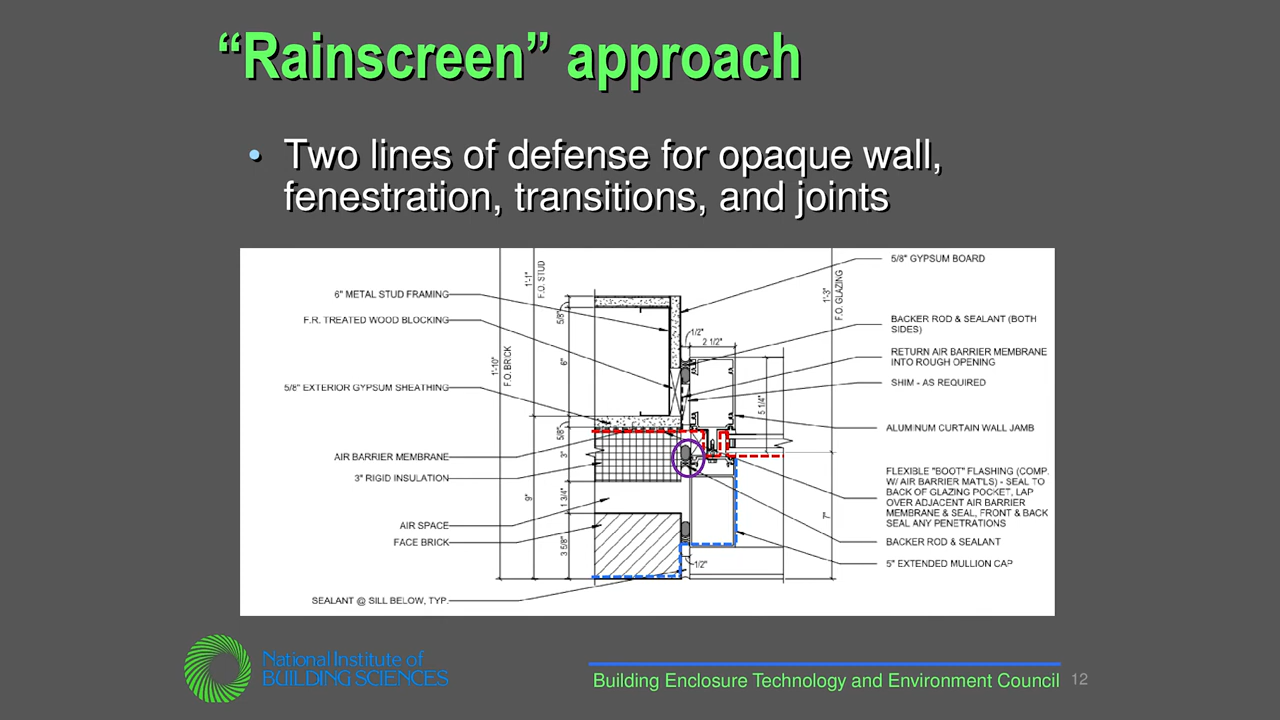 “Rainscreen” approach
• Two lines of defense for opaque wall,
fenestration, transitions, and joints
6" METAL STUD FRAMING
F.R. TREATED WOOD BLOCKING
5/8" EXTERIOR GYPSUM SHEATHING
AIR BARRIER MEMBRANE
3" RIGID INSULATION
AIR SPACE
FACE BRICK
SEALANT @ SILL BELOW, TYP.
1'-10"
F.O. BRICK
1'-1"
F.O. STUD
9"
5/8"
6"
5/8"
3"
1 3/4"
3 5/8"
1/2"
2 1/2"
5 1/4"
1/2"
1'-3"
F.O. GLAZING
7"
5/8" GYPSUM BOARD
BACKER ROD & SEALANT (BOTH
SIDES)
RETURN AIR BARRIER MEMBRANE
INTO ROUGH OPENING
SHIM - AS REQUIRED
ALUMINUM CURTAIN WALL JAMB
FLEXIBLE "BOOT" FLASHING (COMP.
W/ AIR BARRIER MAT'LS) - SEAL TO
BACK OF GLAZING POCKET, LAP
OVER ADJACENT AIR BARRIER
MEMBRANE & SEAL, FRONT & BACK
SEAL ANY PENETRATIONS
BACKER ROD & SEALANT
5" EXTENDED MULLION CAP
National Institute of
BUILDING SCIENCES
Building Enclosure Technology and Environment Council
12